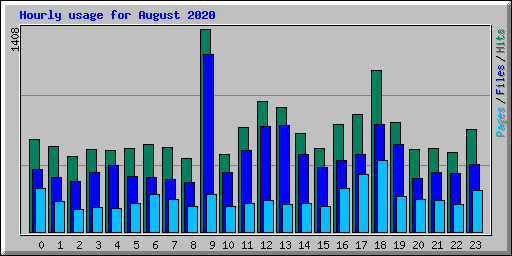 Hourly usage for August 2020
1408
Pages / Files / Hits
0 1 2 3 4 5 6 7 8 9 10 11 12 13 14 15 16 17 18 19 20 21 22 23